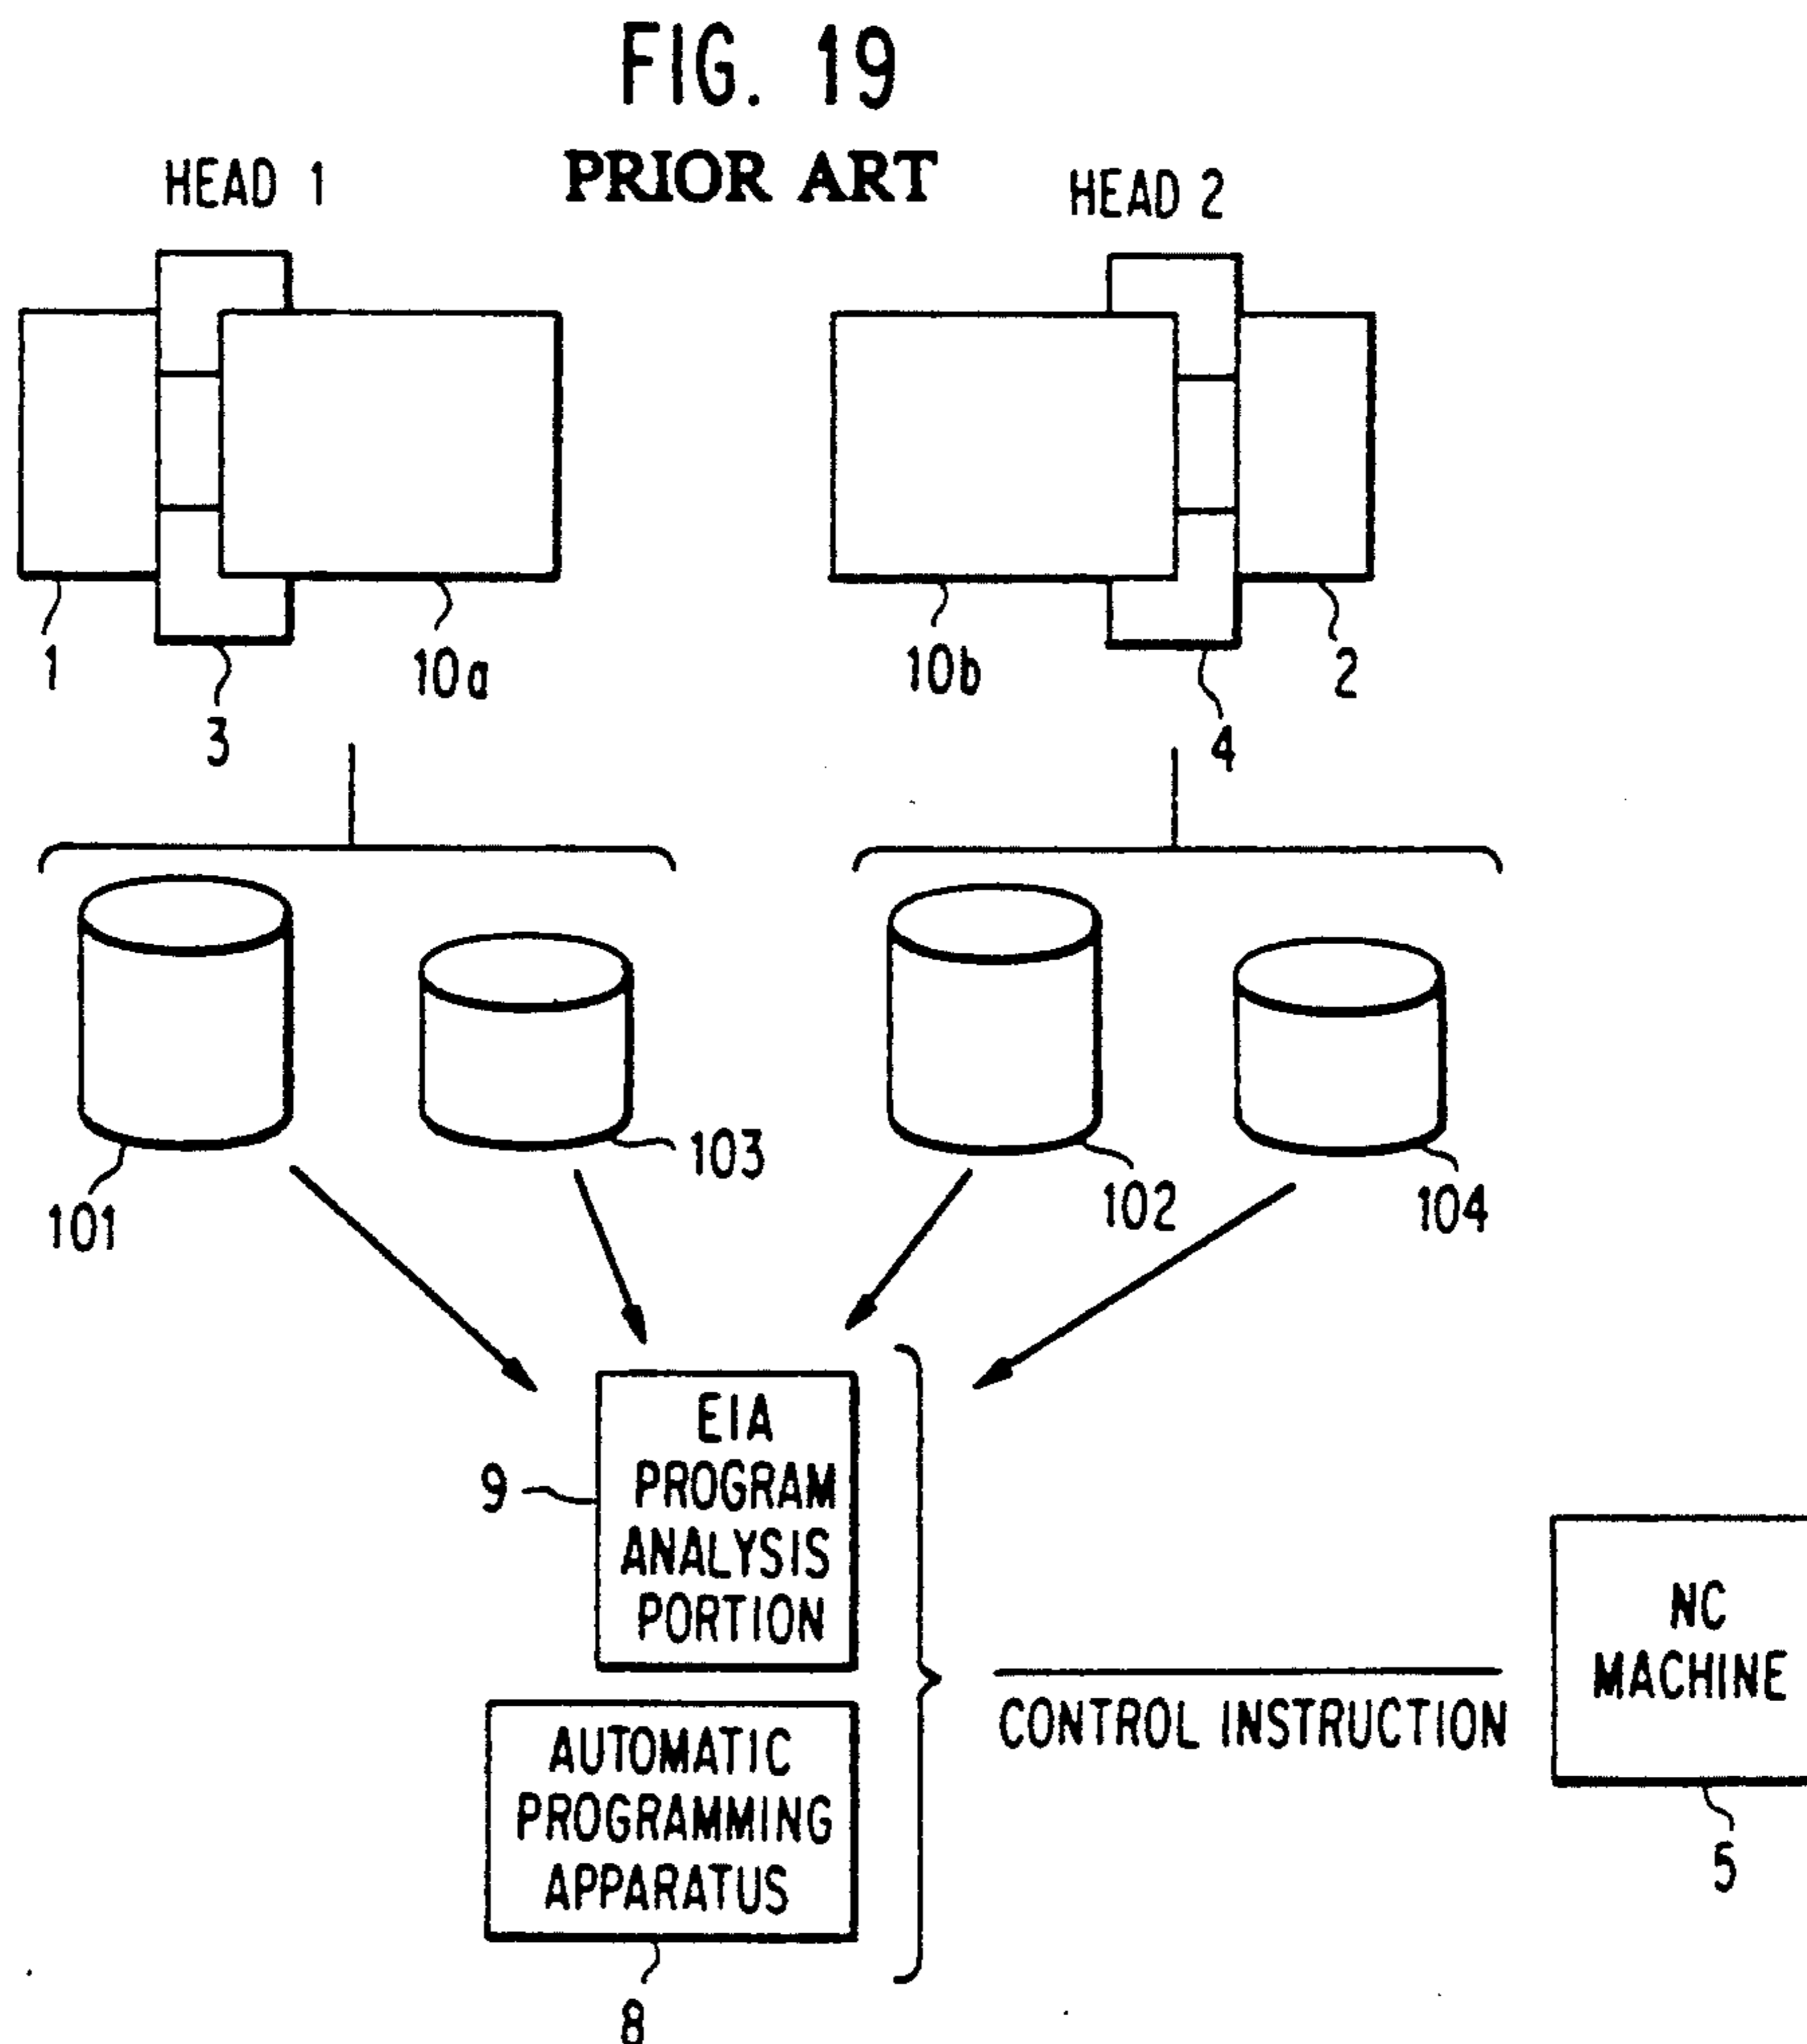 FIG. 19
PRIOR ART
HEAD 1
HEAD 2
1
3
10a
10b
4
2
101
103
102
104
EIA
PROGRAM
ANALYSIS
PORTION
9
AUTOMATIC
PROGRAMMING
APPARATUS
8
CONTROL INSTRUCTION
NC
MACHINE
5